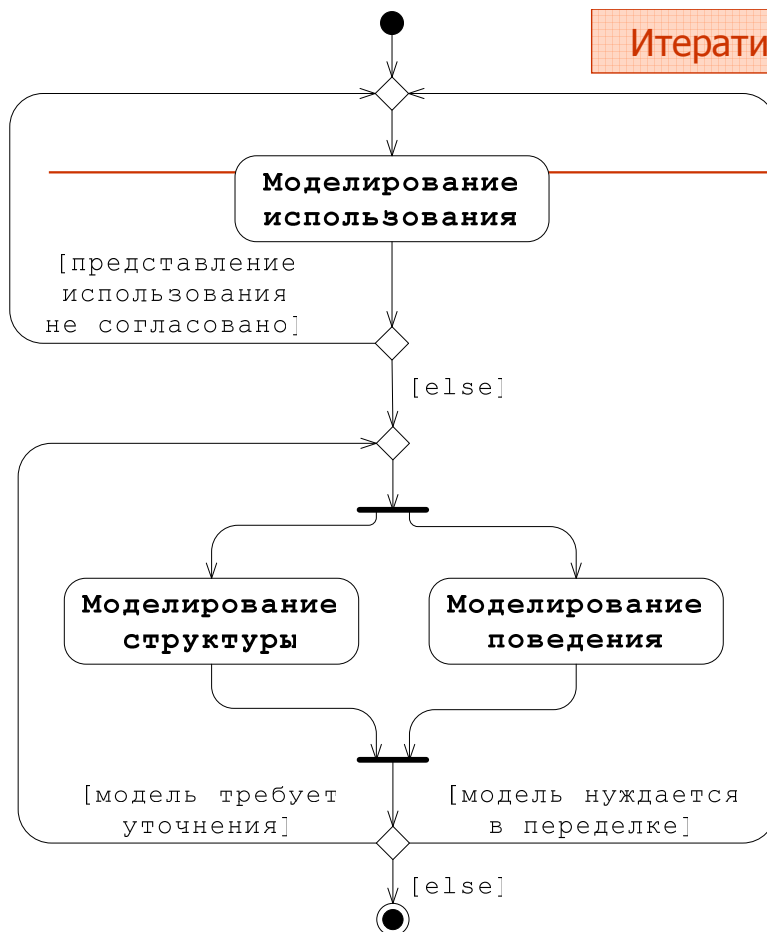 Итерати
Моделирование
использования
[представление
использования
не согласовано]
[else]
Моделирование
структуры
Моделирование
поведения
[модель требует
уточнения]
[модель нуждается
в переделке]
[else]